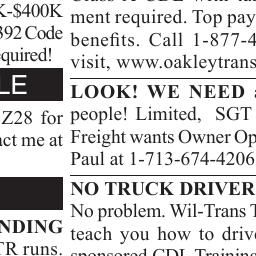 K-$400K
392 Code
equired!
LE
Z28 for
act me at
NDING
TR runs.
ment required. Top pay
benefits. Call 1-877-4
visit, www.oakleytrans
LOOK! WE NEED
people! Limited, SGT
Freight wants Owner Op
Paul at 1-713-674-4206
NO TRUCK DRIVER
No problem. Wil-Trans T
teach you how to drive
sponsored CDL Training